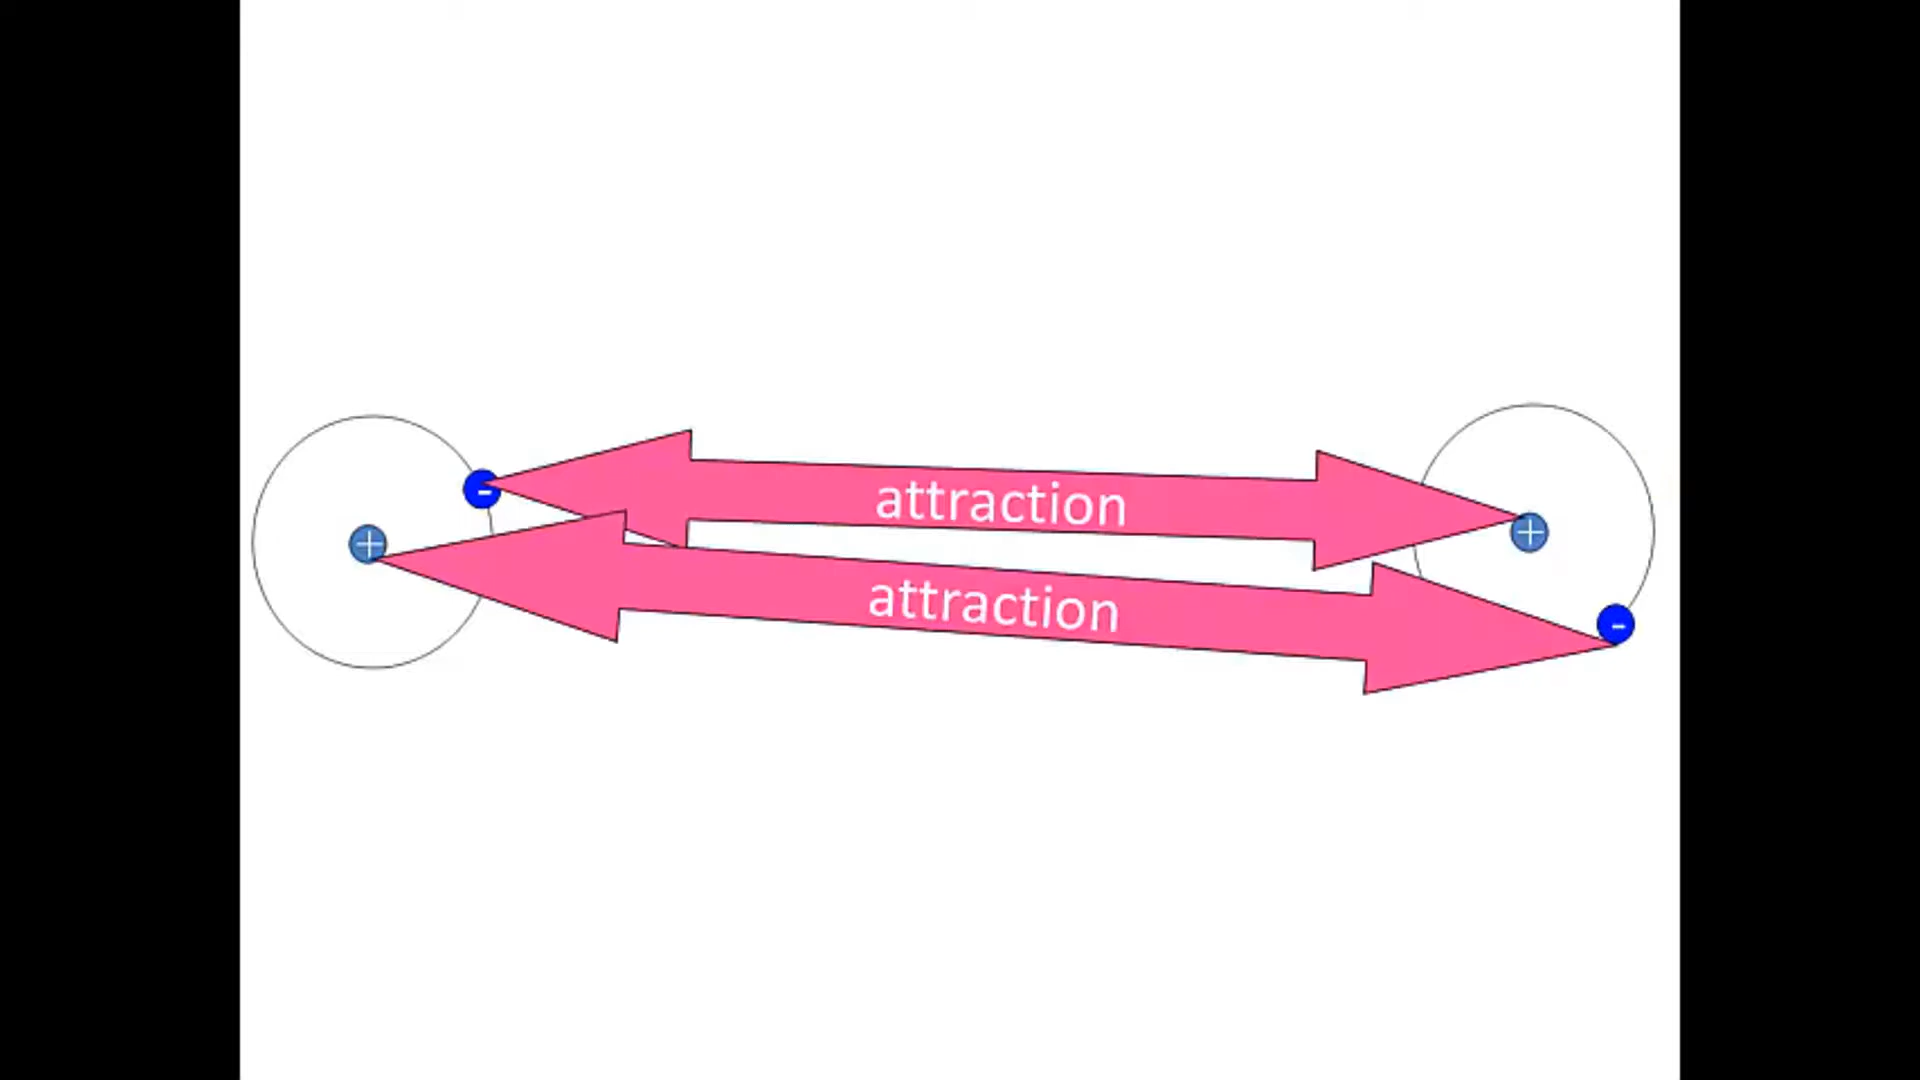 -
attraction
+
+
attraction
-